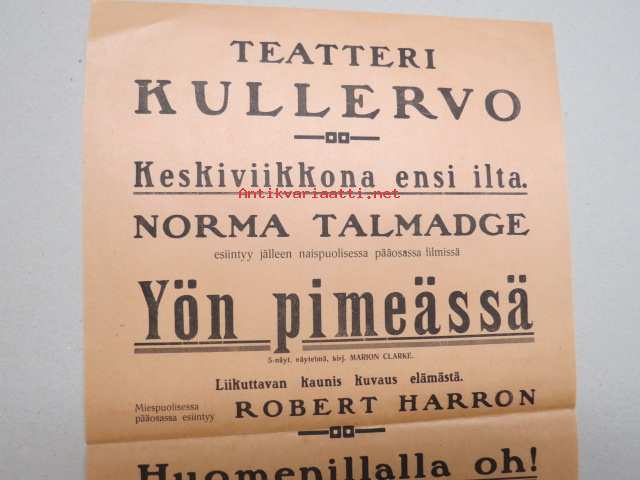 TEATTERI
KULLERVO
Keskiviikkona ensi ilta.
Antikvariaatti.net
NORMA TALMADGE
esiintyy jälleen naispuolisessa pääosassa filmissä
Yön pimeässä
5-näyt. näytelmä, kirj. MARION CLARKE.
Liikuttavan kaunis kuvaus elämästä.
Miespuolisessa
pääosassa esiintyy ROBERT HARRON
Huomenillalla oh!